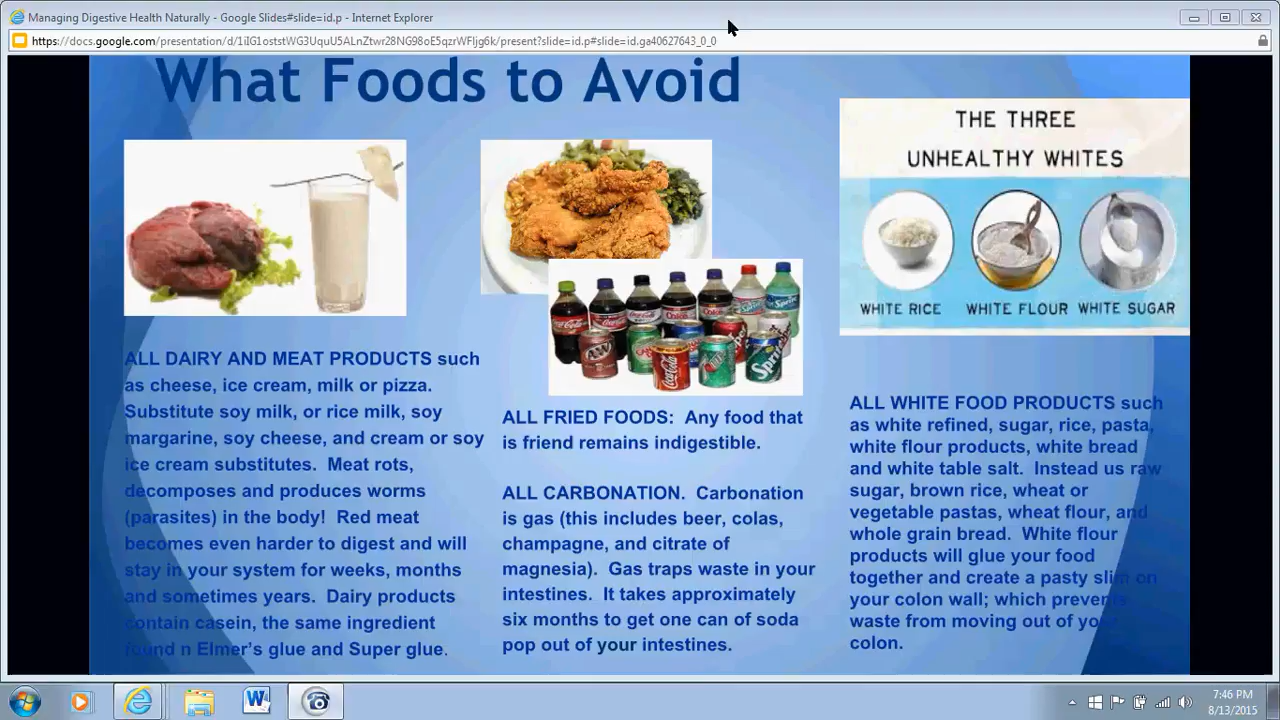 Managing Digestive Health Naturally - Google Slides#slide=id.p - Internet Explorer
https://docs.google.com/presentation/d/1iIG1oststWG3UquU5ALnZtwr28NG98oE5qzrWFIjg6k/present?slide=id.p#slide=id.ga40627643_0_0
What Foods to Avoid
ALL DAIRY AND MEAT PRODUCTS such
as cheese, ice cream, milk or pizza.
Substitute soy milk, or rice milk, soy
margarine, soy cheese, and cream or soy
ice cream substitutes.  Meat rots,
decomposes and produces worms
(parasites) in the body!  Red meat
becomes even harder to digest and will
stay in your system for weeks, months
and sometimes years.  Dairy products
contain casein, the same ingredient
found n Elmer's glue and Super glue.
Coca-Cola
A&W
Coca-Cola
Sprite
ALL FRIED FOODS:  Any food that
is friend remains indigestible.
ALL CARBONATION.  Carbonation
is gas (this includes beer, colas,
champagne, and citrate of
magnesia).  Gas traps waste in your
intestines.  It takes approximately
six months to get one can of soda
pop out of your intestines.
THE THREE
UNHEALTHY WHITES
WHITE RICE WHITE FLOUR WHITE SUGAR
ALL WHITE FOOD PRODUCTS such
as white refined, sugar, rice, pasta,
white flour products, white bread
and white table salt.  Instead us raw
sugar, brown rice, wheat or
vegetable pastas, wheat flour, and
whole grain bread.  White flour
products will glue your food
together and create a pasty slim on
your colon wall; which prevents
waste from moving out of your
colon.
7:46 PM
8/13/2015